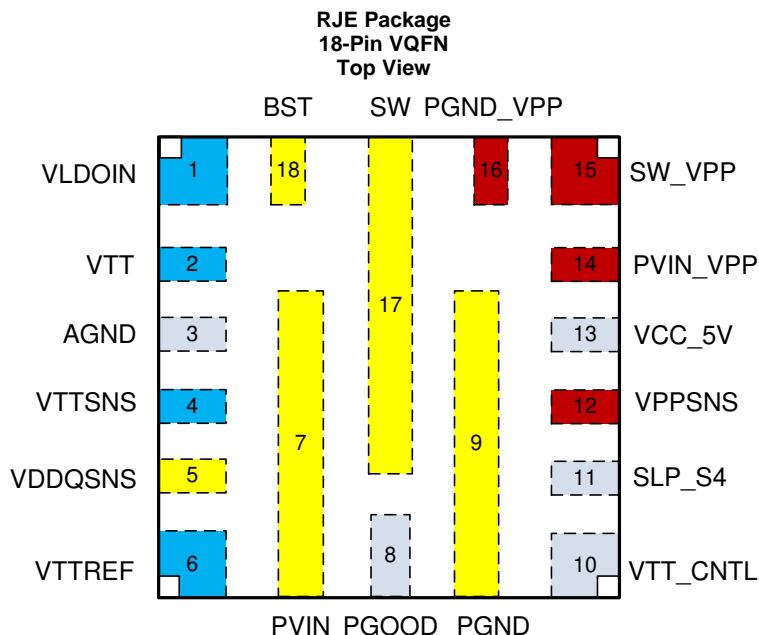 RJE Package
18-Pin VQFN
Top View
BST SW PGND_VPP
VLDOIN 1 18 16 15 SW_VPP
VTT 2 14 PVIN_VPP
17
AGND 3 13 VCC_5V
VTTSNS 4 12 VPPSNS
7 9
VDDQSNS 5 11 SLP_S4
8
VTTREF 6 10 VTT_CNTL
PVIN PGOOD PGND